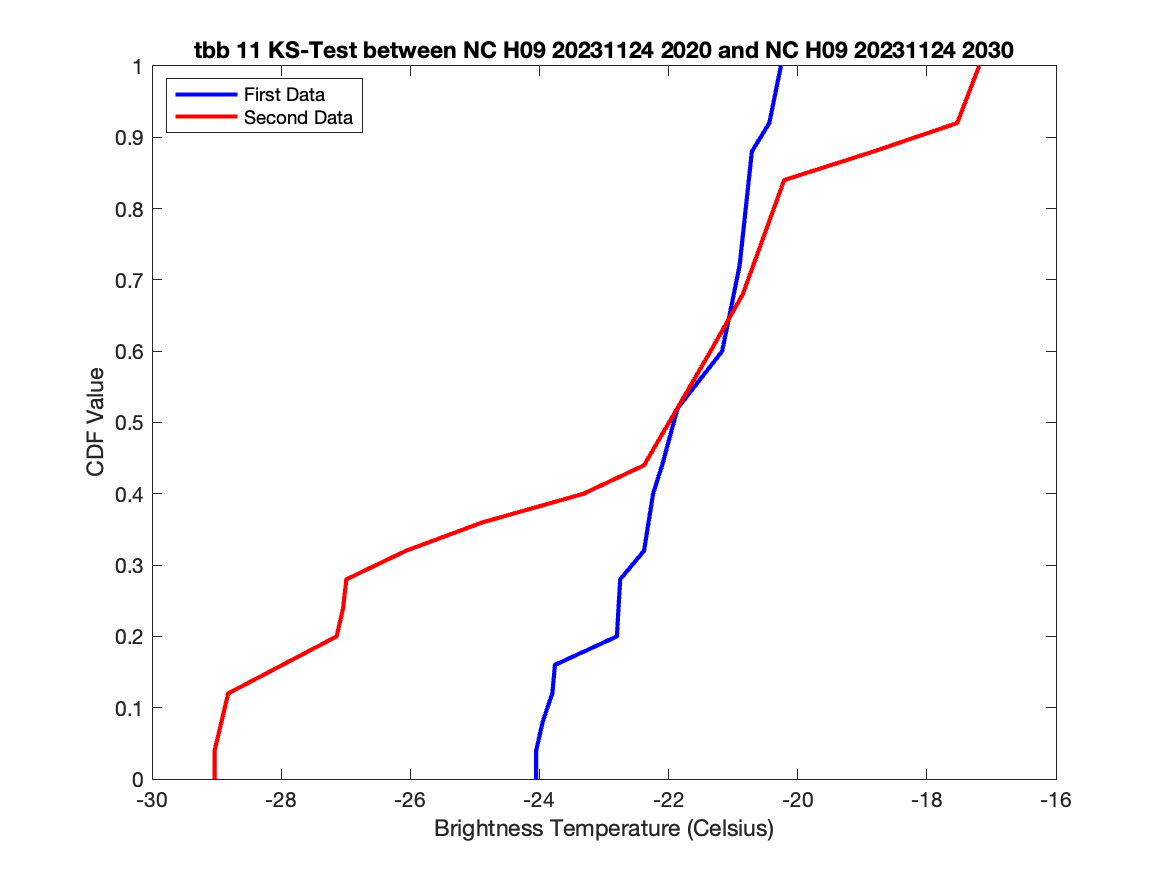 tbb 11 KS-Test between NC H09 20231124 2020 and NC H09 20231124 2030
First Data
Second Data
1
0.9
0.8
0.7
0.6
0.5
0.4
0.3
0.2
0.1
0
CDF Value
-30 -28 -26 -24 -22 -20 -18 -16
Brightness Temperature (Celsius)